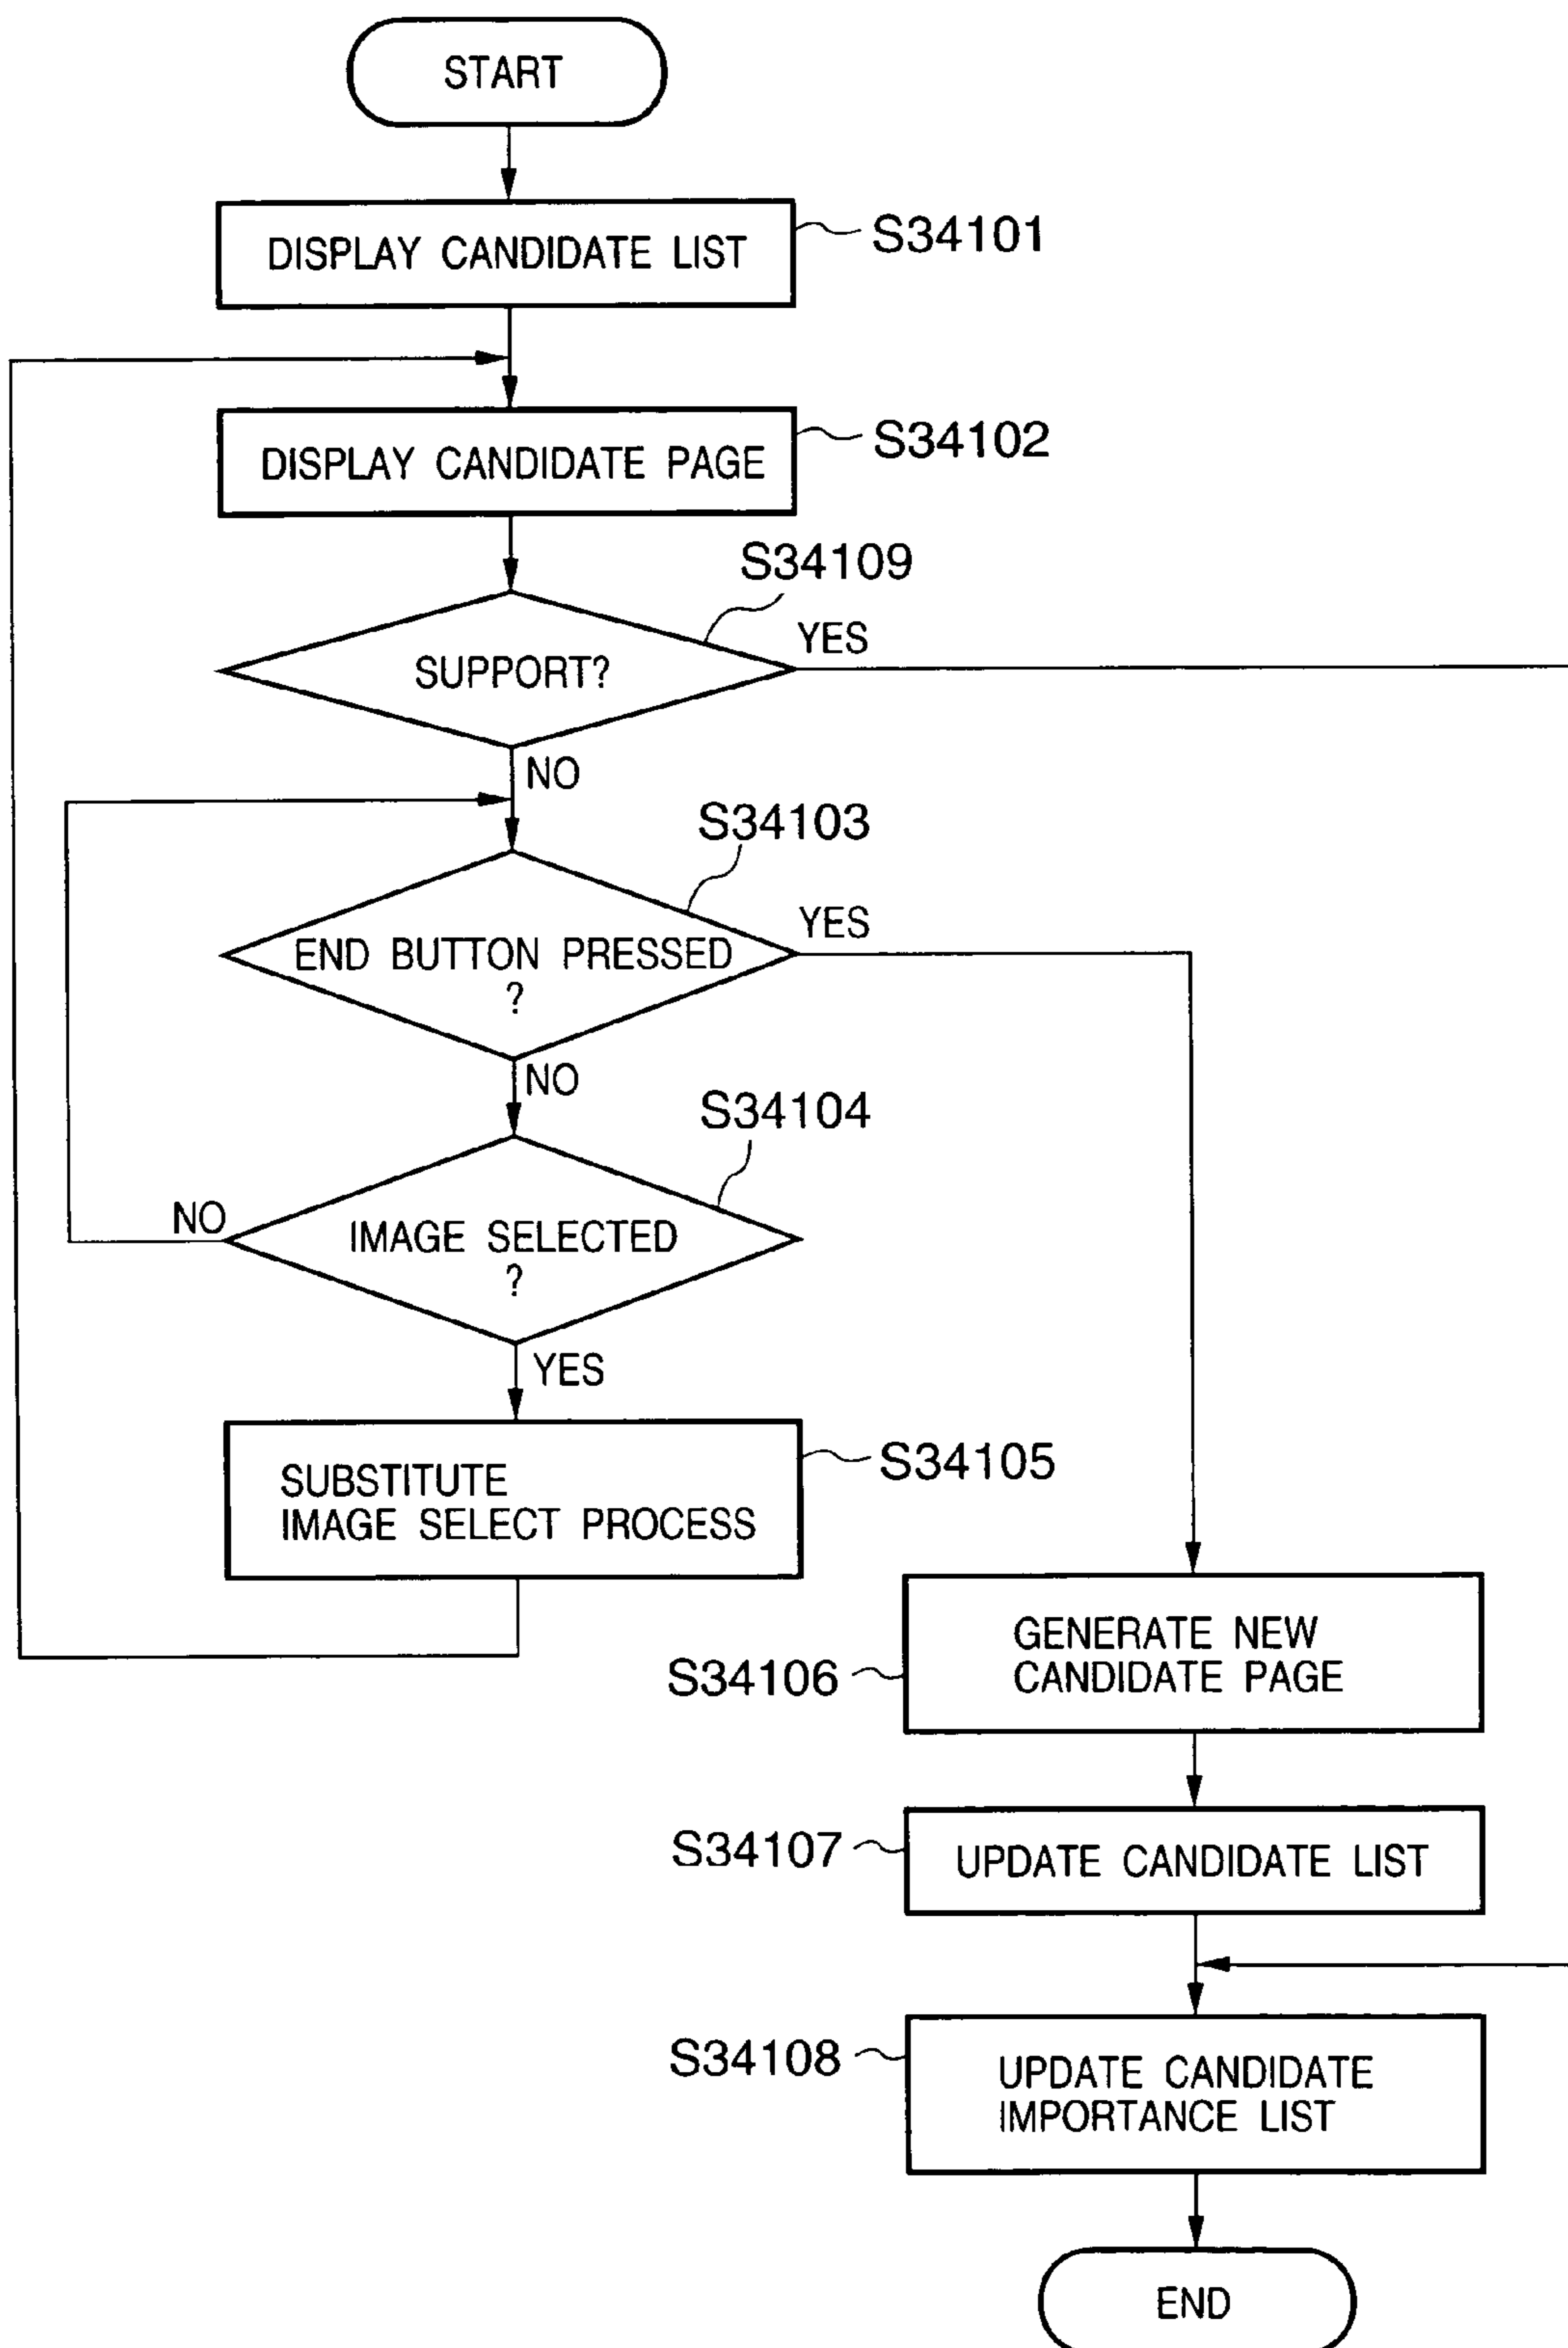 START
DISPLAY CANDIDATE LIST
S34101
DISPLAY CANDIDATE PAGE
S34102
S34109
SUPPORT?
YES
NO
S34103
END BUTTON PRESSED
?
YES
NO
S34104
IMAGE SELECTED
?
NO
YES
SUBSTITUTE
IMAGE SELECT PROCESS
S34105
GENERATE NEW
CANDIDATE PAGE
S34106
UPDATE CANDIDATE LIST
S34107
UPDATE CANDIDATE
IMPORTANCE LIST
S34108
END